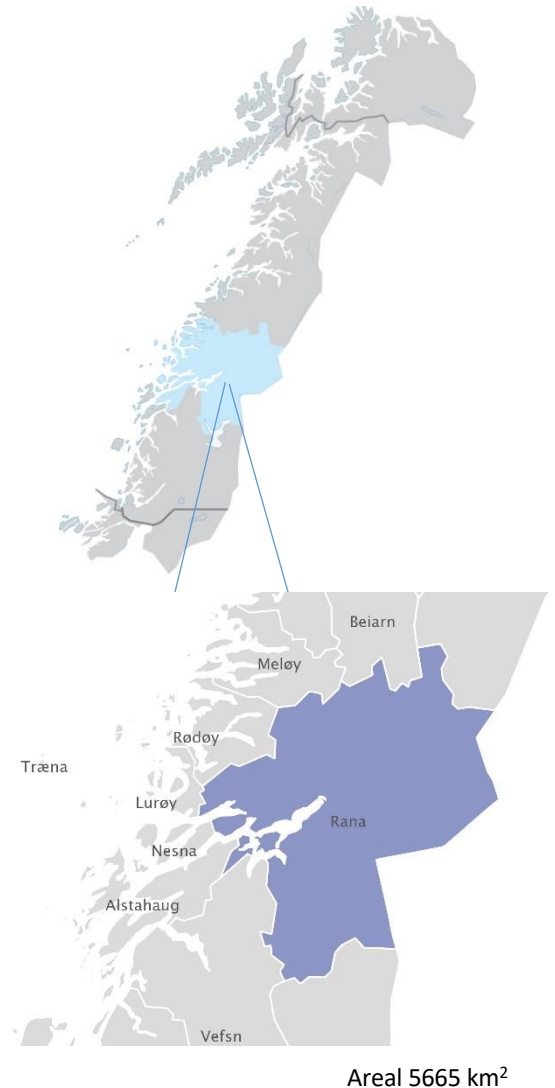 Beiarn
Meløy
Rødøy
Træna
Lurøy
Rana
Nesna
Alstahaug
Vefsn
Areal 5665 km²